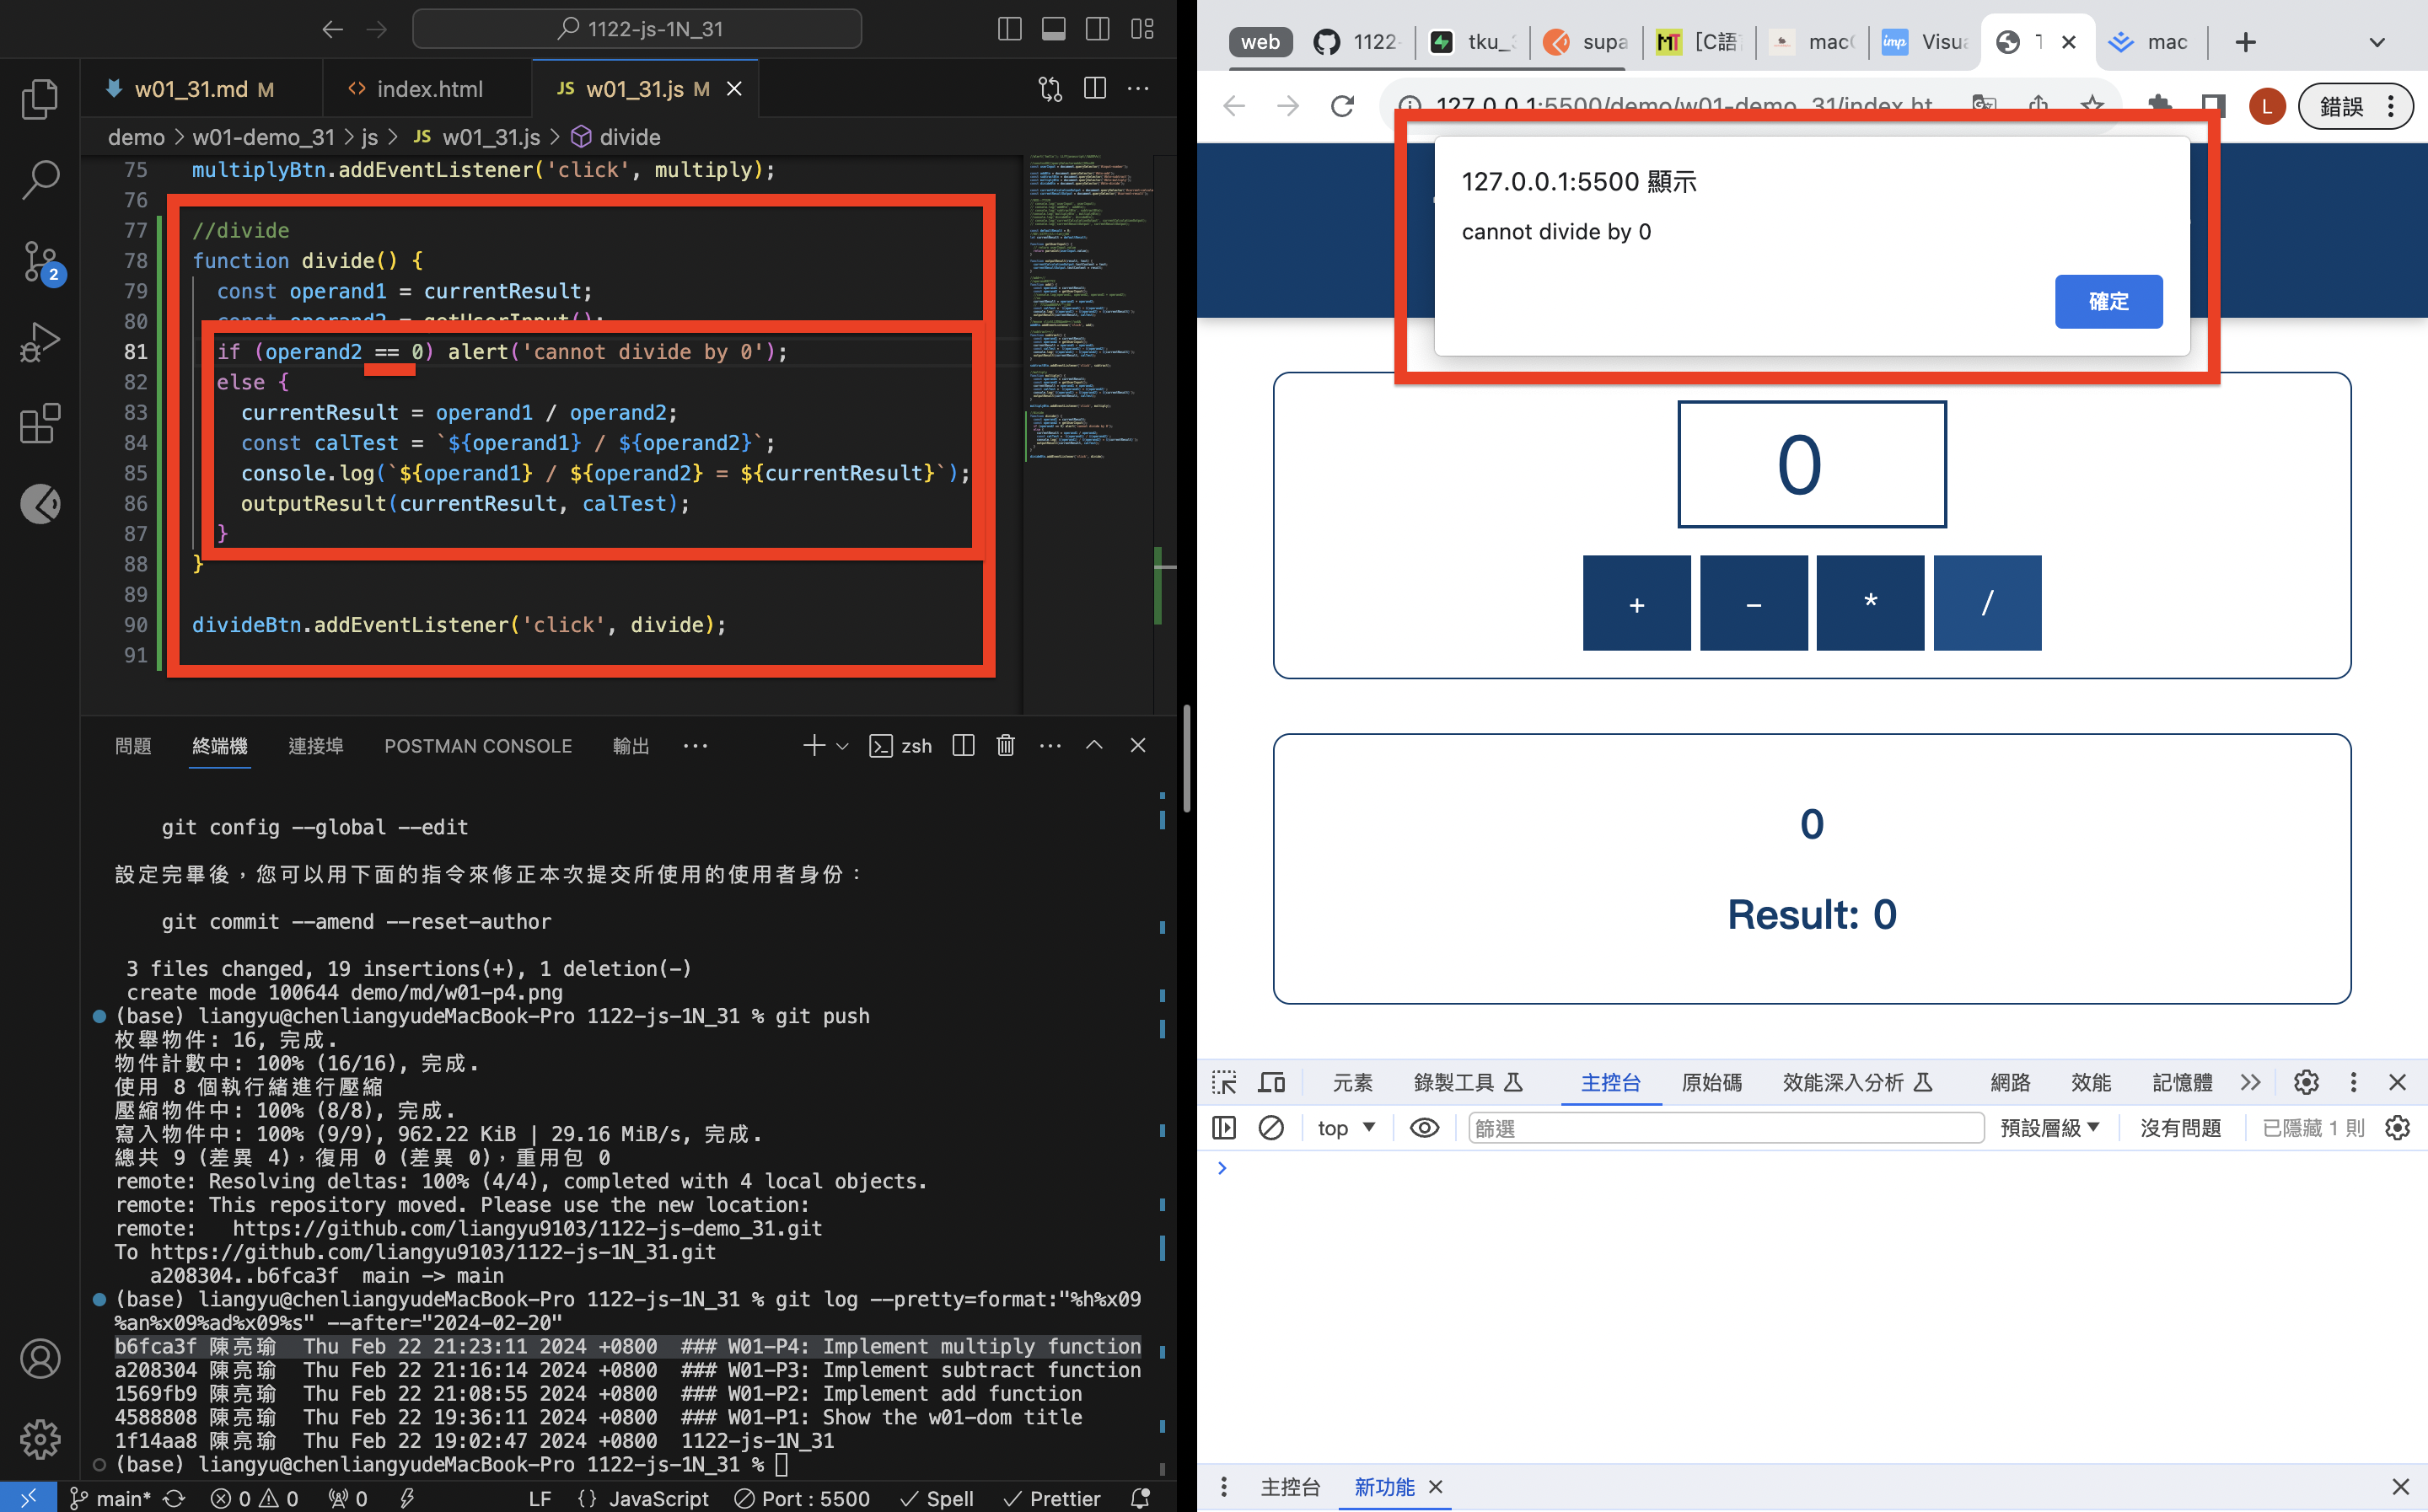 1122-js-1N_31
w01_31.md M
index.html
JS w01_31.js M
demo > w01-demo_31 > js > JS w01_31.js > divide
75 multiplyBtn.addEventListener('click', multiply);
76
77 //divide
78 function divide() {
79 const operand1 = currentResult;
80 const operand2 = getUserInput();
81 if (operand2 == 0) alert('cannot divide by 0');
82 else {
83 currentResult = operand1 / operand2;
84 const calTest = `${operand1} / ${operand2}`;
85 console.log(`${operand1} / ${operand2} = ${currentResult}`);
86 outputResult(currentResult, calTest);
87 }
88 }
89
90 divideBtn.addEventListener('click', divide);
91
2
問題 終端機 連接埠 POSTMAN CONSOLE 輸出 zsh
git config --global --edit
設定完畢後，您可以用下面的指令來修正本次提交所使用的使用者身份：
git commit --amend --reset-author
3 files changed, 19 insertions(+), 1 deletion(-)
create mode 100644 demo/md/w01-p4.png
(base) liangyu@chenliangyudeMacBook-Pro 1122-js-1N_31 % git push
枚舉物件: 16, 完成.
物件計數中: 100% (16/16), 完成.
使用 8 個執行緒進行壓縮
壓縮物件中: 100% (8/8), 完成.
寫入物件中: 100% (9/9), 962.22 KiB | 29.16 MiB/s, 完成.
總共 9 (差異 4)，復用 0 (差異 0)，重用包 0
remote: Resolving deltas: 100% (4/4), completed with 4 local objects.
remote: This repository moved. Please use the new location:
remote:   https://github.com/liangyu9103/1122-js-demo_31.git
To https://github.com/liangyu9103/1122-js-1N_31.git
a208304..b6fca3f  main -> main
(base) liangyu@chenliangyudeMacBook-Pro 1122-js-1N_31 % git log --pretty=format:"%h%x09
%an%x09%ad%x09%s" --after="2024-02-20"
b6fca3f 陳亮瑜  Thu Feb 22 21:23:11 2024 +0800  ### W01-P4: Implement multiply function
a208304 陳亮瑜  Thu Feb 22 21:16:14 2024 +0800  ### W01-P3: Implement subtract function
1569fb9 陳亮瑜  Thu Feb 22 21:08:55 2024 +0800  ### W01-P2: Implement add function
4588808 陳亮瑜  Thu Feb 22 19:36:11 2024 +0800  ### W01-P1: Show the w01-dom title
1f14aa8 陳亮瑜  Thu Feb 22 19:02:47 2024 +0800  1122-js-1N_31
(base) liangyu@chenliangyudeMacBook-Pro 1122-js-1N_31 %
main* 0 0 0 LF {} JavaScript Port : 5500 Spell Prettier
web 1122- tku_ supa MT [C語 mac imp Visua mac
127.0.0.1:5500/demo/w01-demo_31/index.ht L 錯誤
127.0.0.1:5500 顯示
cannot divide by 0
確定
0
+ − * /
0
Result: 0
元素 錄製工具 主控台 原始碼 效能深入分析 網路 效能 記憶體
top 篩選 預設層級 沒有問題 已隱藏 1 則
主控台 新功能